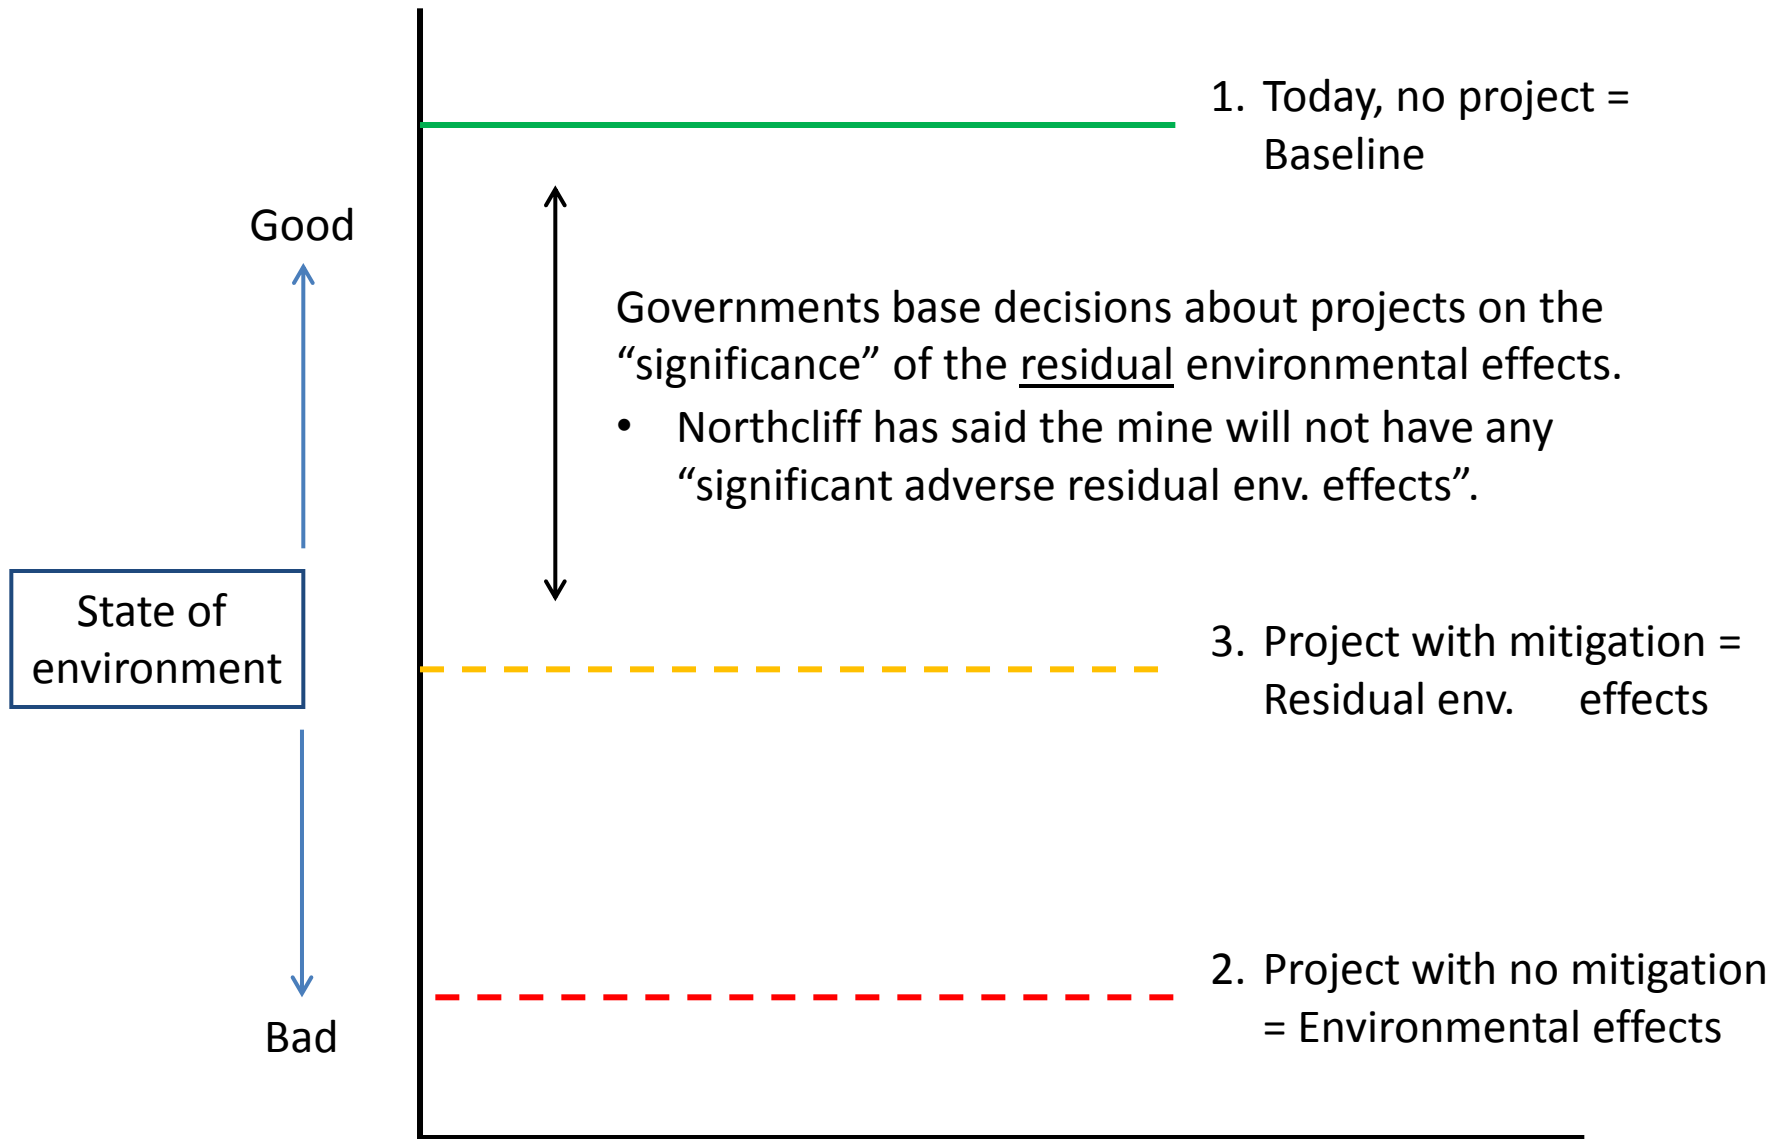 1. Today, no project =
Baseline
Good
Governments base decisions about projects on the
“significance” of the residual environmental effects.
• Northcliff has said the mine will not have any
“significant adverse residual env. effects”.
State of
environment
3. Project with mitigation =
Residual env. effects
2. Project with no mitigation
= Environmental effects
Bad